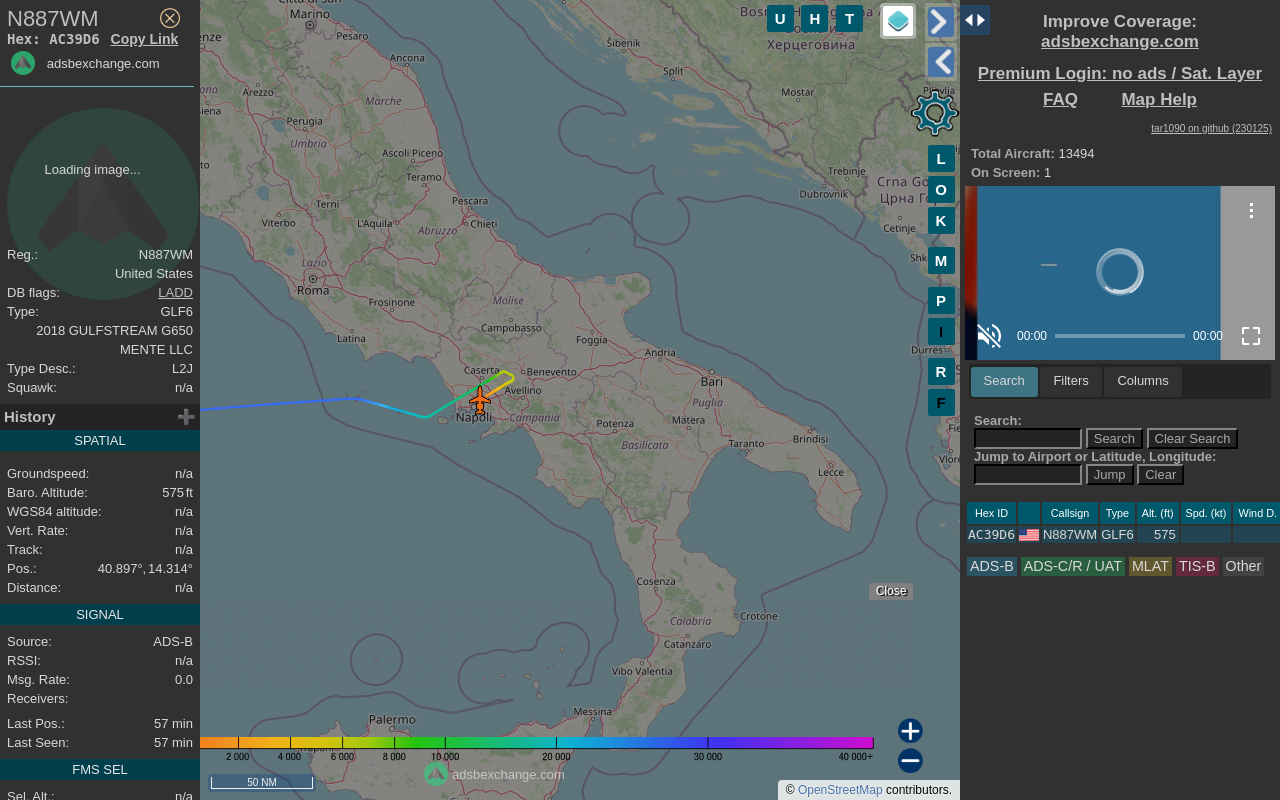 N887WM
Hex: AC39D6 Copy Link
adsbexchange.com
Loading image...
Reg.: N887WM
United States
DB flags: LADD
Type: GLF6
2018 GULFSTREAM G650
MENTE LLC
Type Desc.: L2J
Squawk: n/a
History
SPATIAL
Groundspeed: n/a
Baro. Altitude: 575 ft
WGS84 altitude: n/a
Vert. Rate: n/a
Track: n/a
Pos.: 40.897°, 14.314°
Distance: n/a
SIGNAL
Source: ADS-B
RSSI: n/a
Msg. Rate: 0.0
Receivers:
Last Pos.: 57 min
Last Seen: 57 min
FMS SEL
Sel. Alt.: n/a
Marino
Pesaro
Ancona
Arezzo
Marche
Perugia
Umbria
Ascoli Piceno
Teramo
Terni
Pescara
Viterbo
L'Aquila
Chieti
Abruzzo
Lazio
Roma
Frosinone
Molise
Latina
Campobasso
Foggia
Andria
Caserta
Benevento
Bari
Avellino
Napoli
Campania
Puglia
Potenza
Matera
Basilicata
Taranto
Brindisi
Lecce
Cosenza
Calabria
Crotone
Catanzaro
Vibo Valentia
Messina
Palermo
Šibenik
Split
Mostar
Херцеговина
Trebinje
Dubrovnik
Cetinje
U H T
L
O
K
M
P
I
R
F
Close
2 000 4 000 6 000 8 000 10 000 20 000 30 000 40 000+
50 NM
adsbexchange.com
© OpenStreetMap contributors.
Improve Coverage:
adsbexchange.com
Premium Login: no ads / Sat. Layer
FAQ Map Help
tar1090 on github (230125)
Total Aircraft: 13494
On Screen: 1
00:00 00:00
Search Filters Columns
Search:
Search Clear Search
Jump to Airport or Latitude, Longitude:
Jump Clear
Hex ID Callsign Type Alt. (ft) Spd. (kt) Wind D.
AC39D6 N887WM GLF6 575
ADS-B ADS-C/R / UAT MLAT TIS-B Other